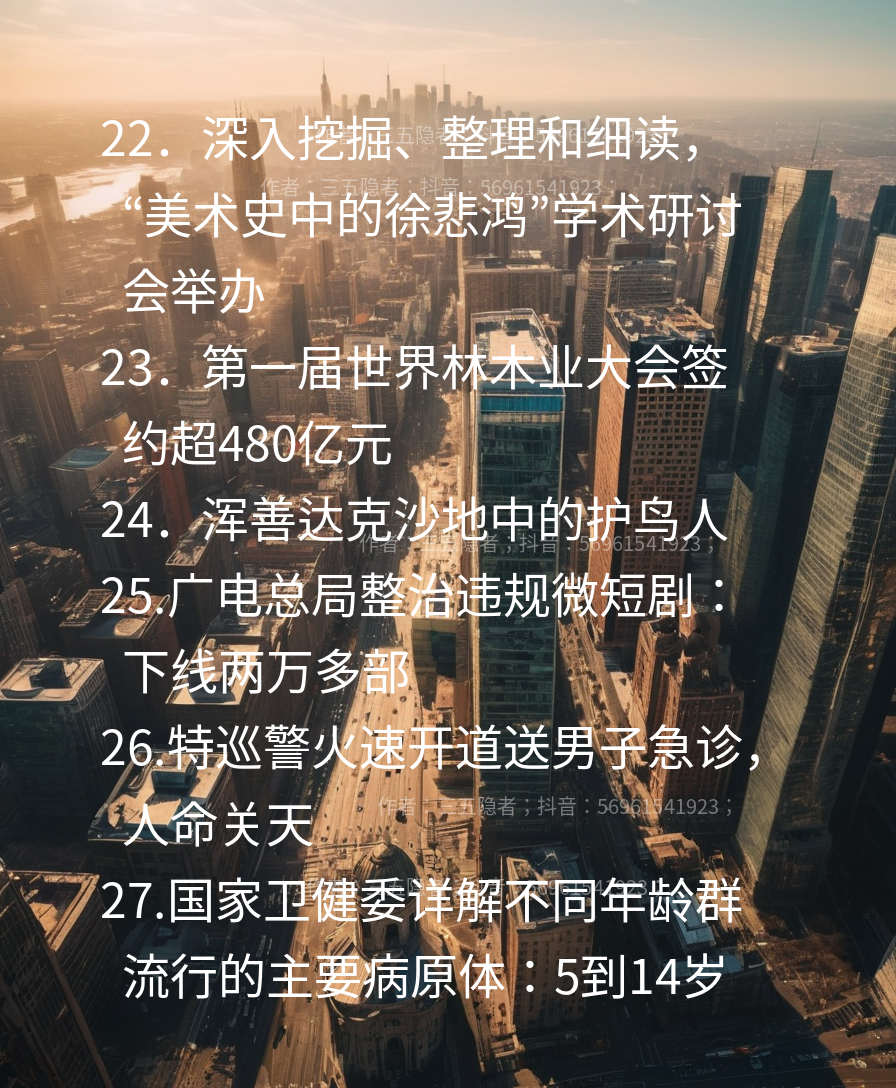 22．深入挖掘、整理和细读，
作者：三五隐者；抖音：56961541923；
“美术史中的徐悲鸿”学术研讨
会举办
23．第一届世界林木业大会签
约超480亿元
24．浑善达克沙地中的护鸟人
作者：三五隐者；抖音：56961541923；
25.广电总局整治违规微短剧：
下线两万多部
26.特巡警火速开道送男子急诊，
作者：三五隐者；抖音：56961541923；
人命关天
27.国家卫健委详解不同年龄群
流行的主要病原体：5到14岁